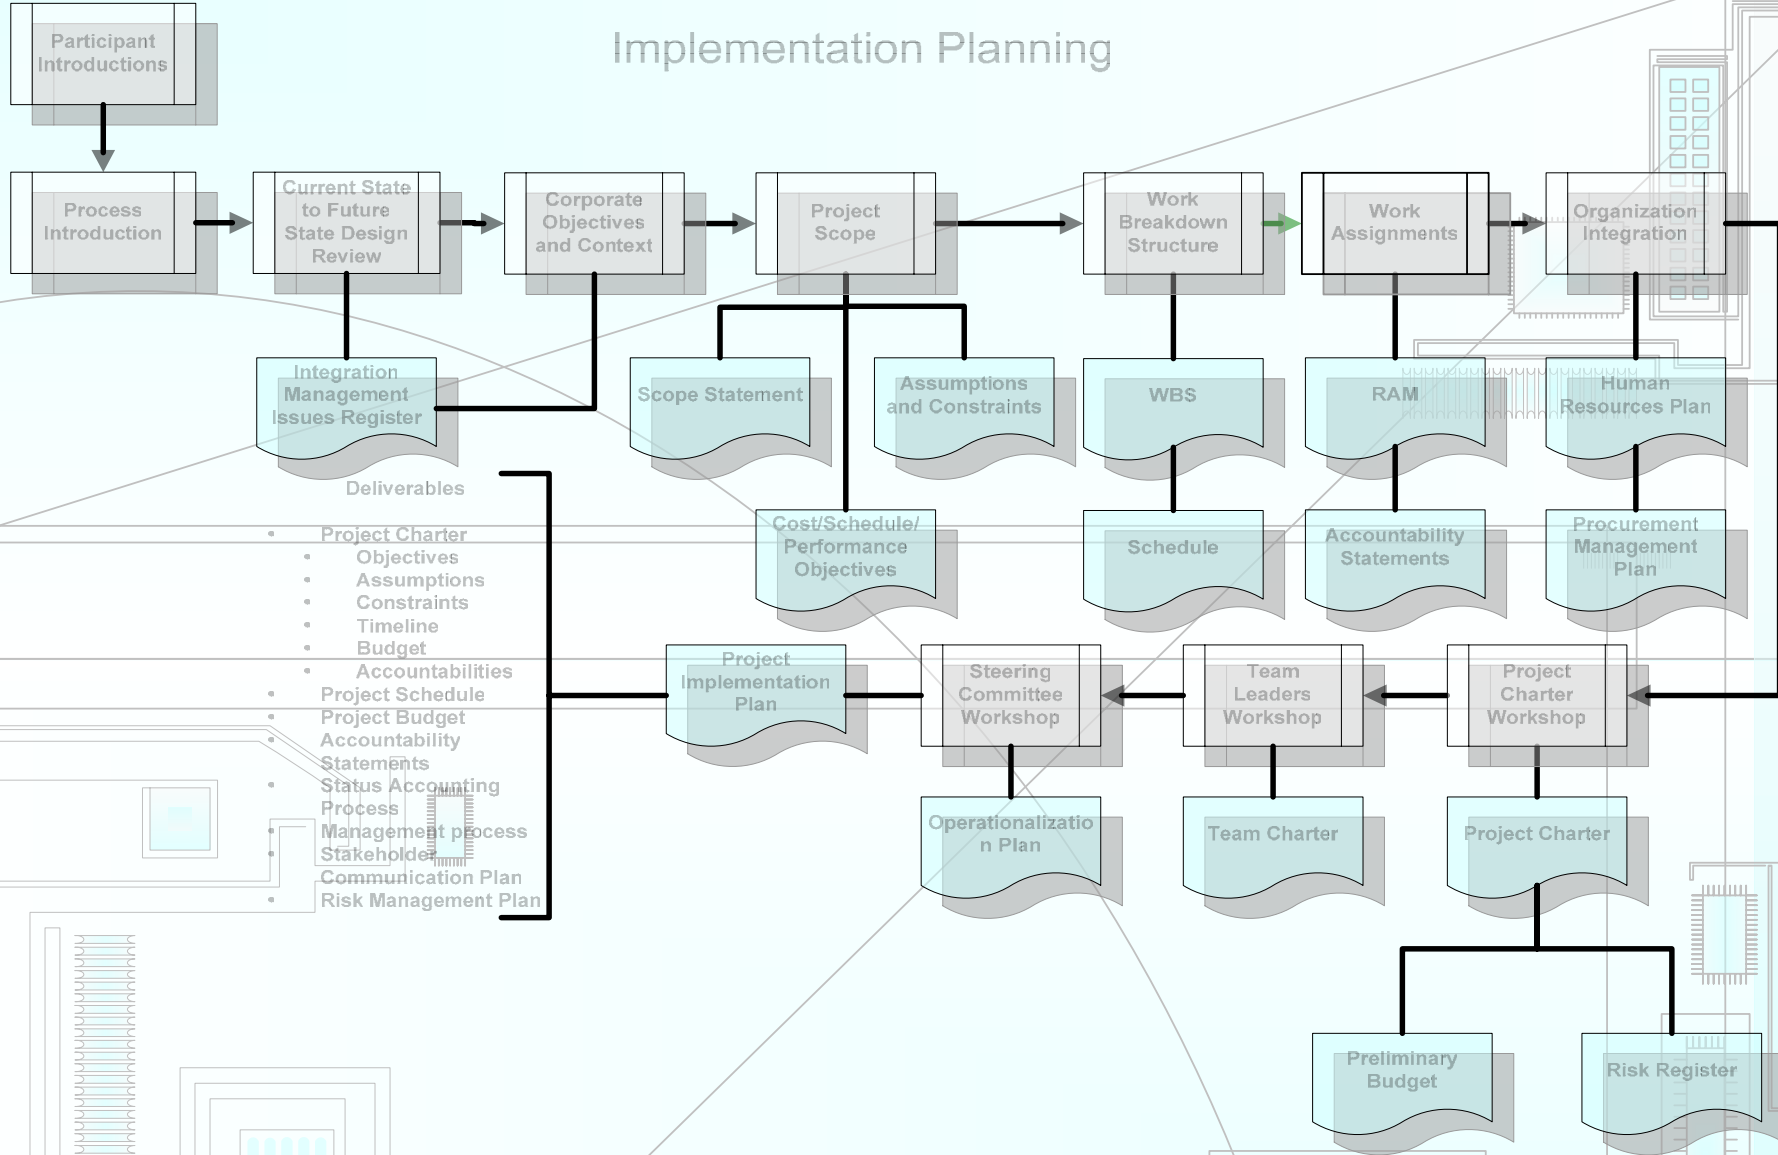 Implementation Planning
Participant
Introductions
Process
Introduction
Current State
to Future
State Design
Review
Corporate
Objectives
and Context
Project
Scope
Work
Breakdown
Structure
Work
Assignments
Organization
Integration
Integration
Management
Issues Register
Scope Statement
Assumptions
and Constraints
WBS
RAM
Human
Resources Plan
Cost/Schedule/
Performance
Objectives
Schedule
Accountability
Statements
Procurement
Management
Plan
Deliverables
• Project Charter
• Objectives
• Assumptions
• Constraints
• Timeline
• Budget
• Accountabilities
• Project Schedule
• Project Budget
• Accountability
Statements
• Status Accounting
Process
• Management process
• Stakeholder
Communication Plan
• Risk Management Plan
Project
Implementation
Plan
Steering
Committee
Workshop
Team
Leaders
Workshop
Project
Charter
Workshop
Operationalizatio
n Plan
Team Charter
Project Charter
Preliminary
Budget
Risk Register